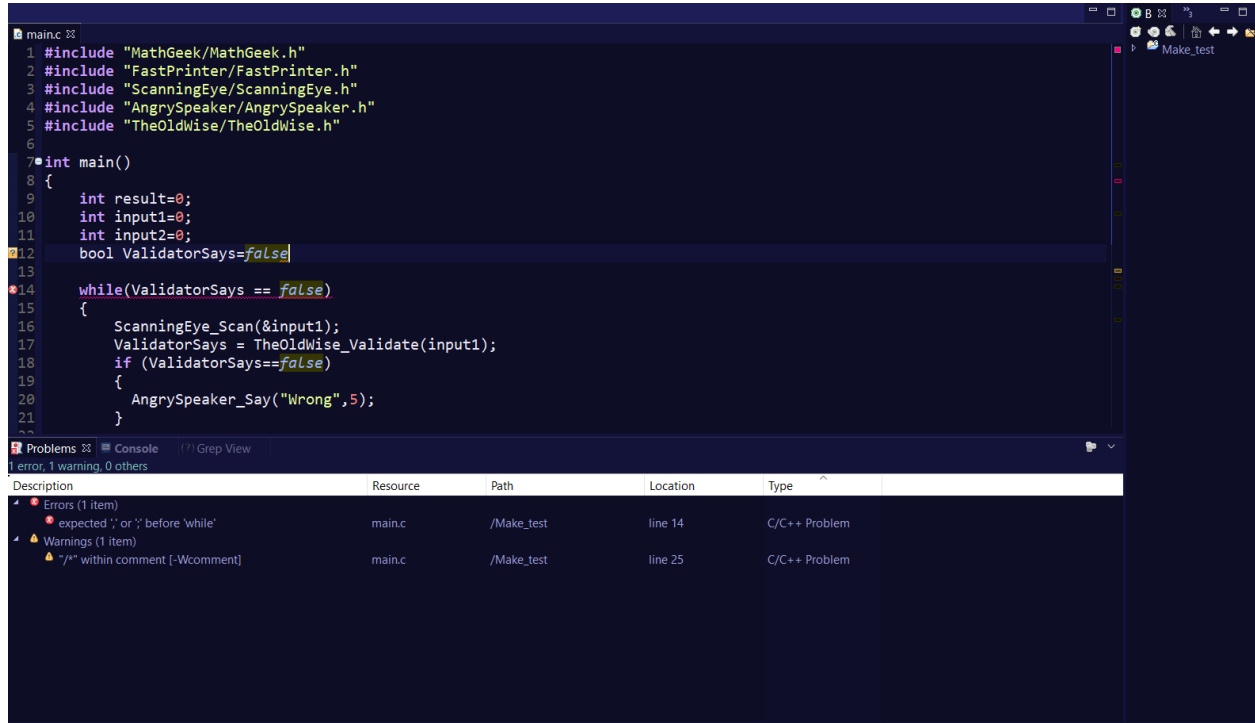 B 3
main.c
1 #include "MathGeek/MathGeek.h"
2 #include "FastPrinter/FastPrinter.h"
3 #include "ScanningEye/ScanningEye.h"
4 #include "AngrySpeaker/AngrySpeaker.h"
5 #include "TheOldWise/TheOldWise.h"
6
7 int main()
8 {
9     int result=0;
10     int input1=0;
11     int input2=0;
12     bool ValidatorSays=false
13
14     while(ValidatorSays == false)
15     {
16         ScanningEye_Scan(&input1);
17         ValidatorSays = TheOldWise_Validate(input1);
18         if (ValidatorSays==false)
19         {
20           AngrySpeaker_Say("Wrong",5);
21         }
Make_test
Problems Console (?) Grep View
1 error, 1 warning, 0 others
Description Resource Path Location Type
Errors (1 item)
expected ',' or ';' before 'while' main.c /Make_test line 14 C/C++ Problem
Warnings (1 item)
"/*" within comment [-Wcomment] main.c /Make_test line 25 C/C++ Problem